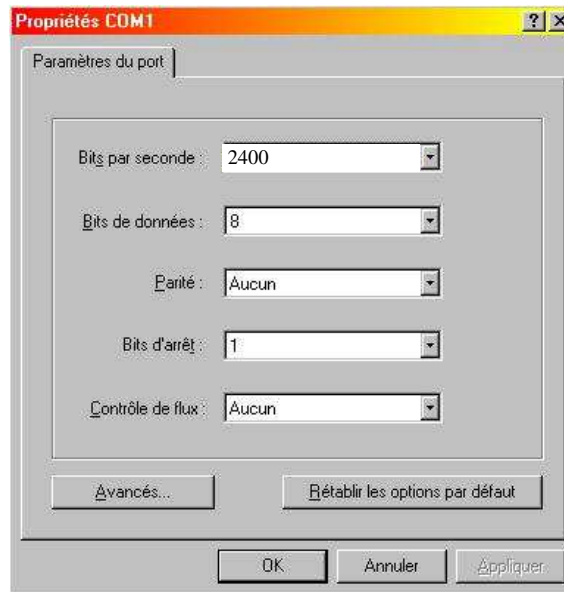 Propriétés COM1
Paramètres du port
Bits par seconde : 2400
Bits de données : 8
Parité : Aucun
Bits d'arrêt : 1
Contrôle de flux : Aucun
Avancés... Rétablir les options par défaut
OK Annuler Appliquer